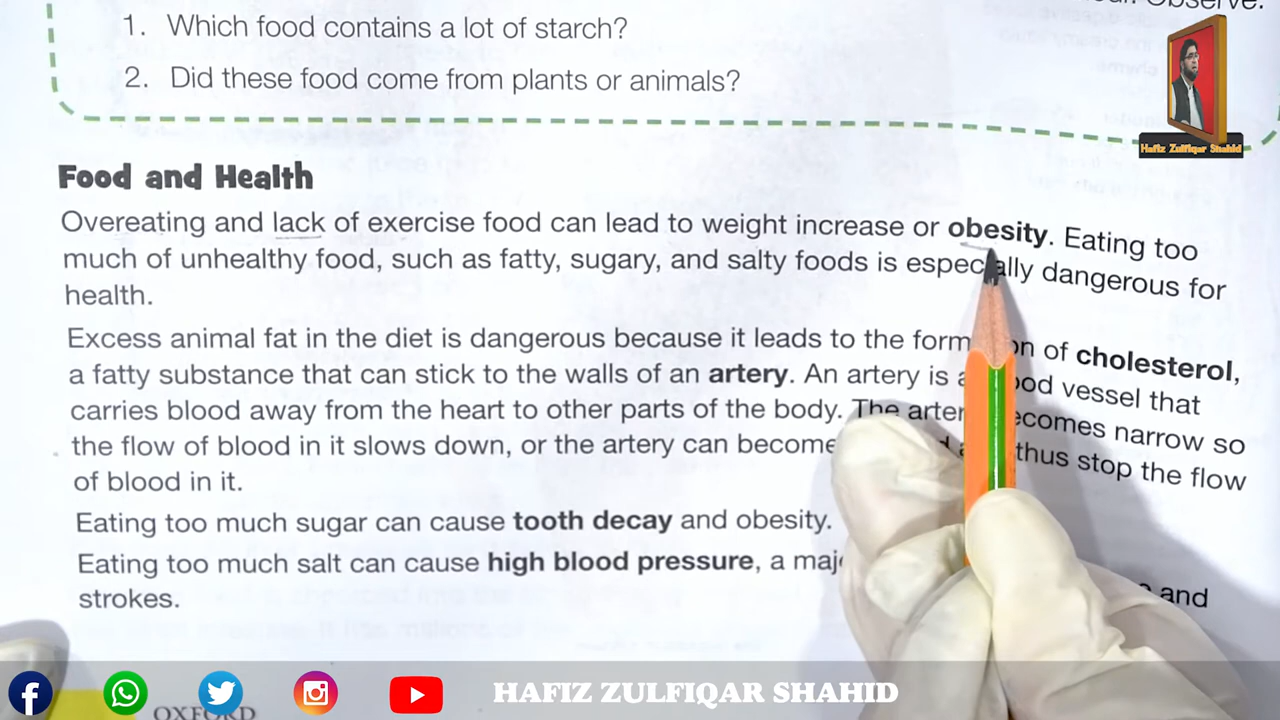 Observe.
1. Which food contains a lot of starch?
2. Did these food come from plants or animals?
Hafiz Zulfiqar Shahid
Food and Health
Overeating and lack of exercise food can lead to weight increase or obesity. Eating too
much of unhealthy food, such as fatty, sugary, and salty foods is especially dangerous for
health.
Excess animal fat in the diet is dangerous because it leads to the form on of cholesterol,
a fatty substance that can stick to the walls of an artery. An artery is a ood vessel that
carries blood away from the heart to other parts of the body. The arter ecomes narrow so
the flow of blood in it slows down, or the artery can become thus stop the flow
of blood in it.
Eating too much sugar can cause tooth decay and obesity.
Eating too much salt can cause high blood pressure, a maj and
strokes.
HAFIZ ZULFIQAR SHAHID
OXFORD